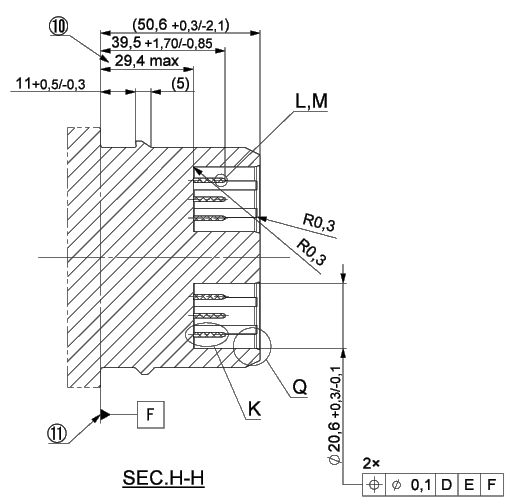 ⑩
(50,6 +0,3/-2,1)
39,5 +1,70/-0,85
29,4 max
11+0,5/-0,3
(5)
L,M
R0,3
R0,3
K
Q
⌀20,6 +0,3/-0,1
⑪
F
SEC.H-H
2×
⌖ ⌀ 0,1 D E F